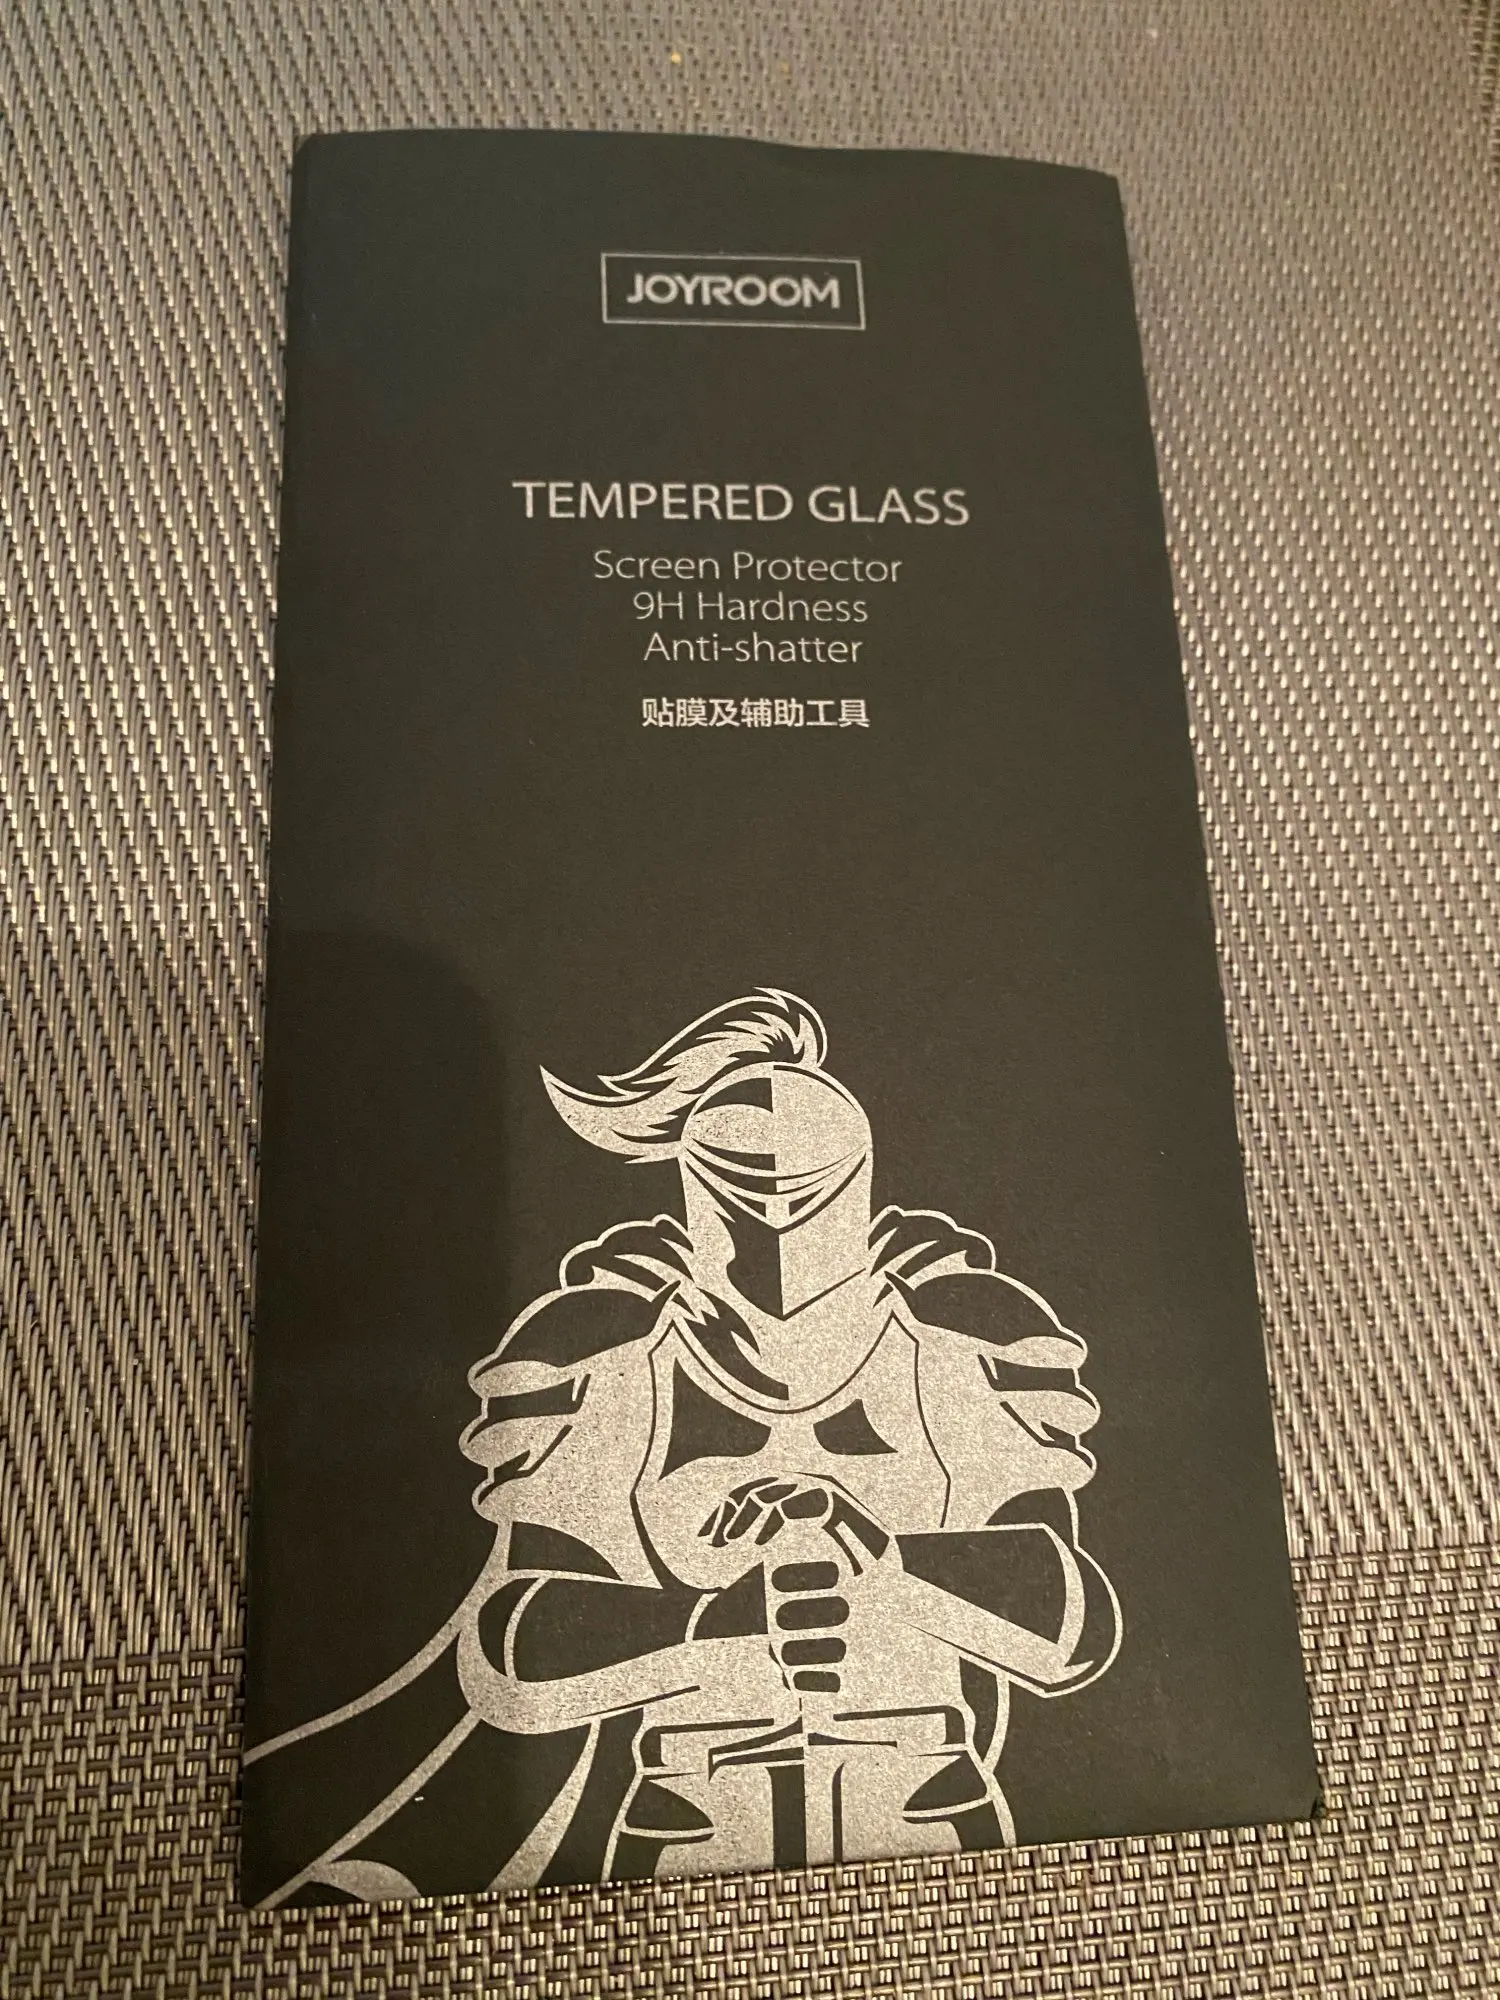 JOYROOM
TEMPERED GLASS
Screen Protector
9H Hardness
Anti-shatter
贴膜及辅助工具